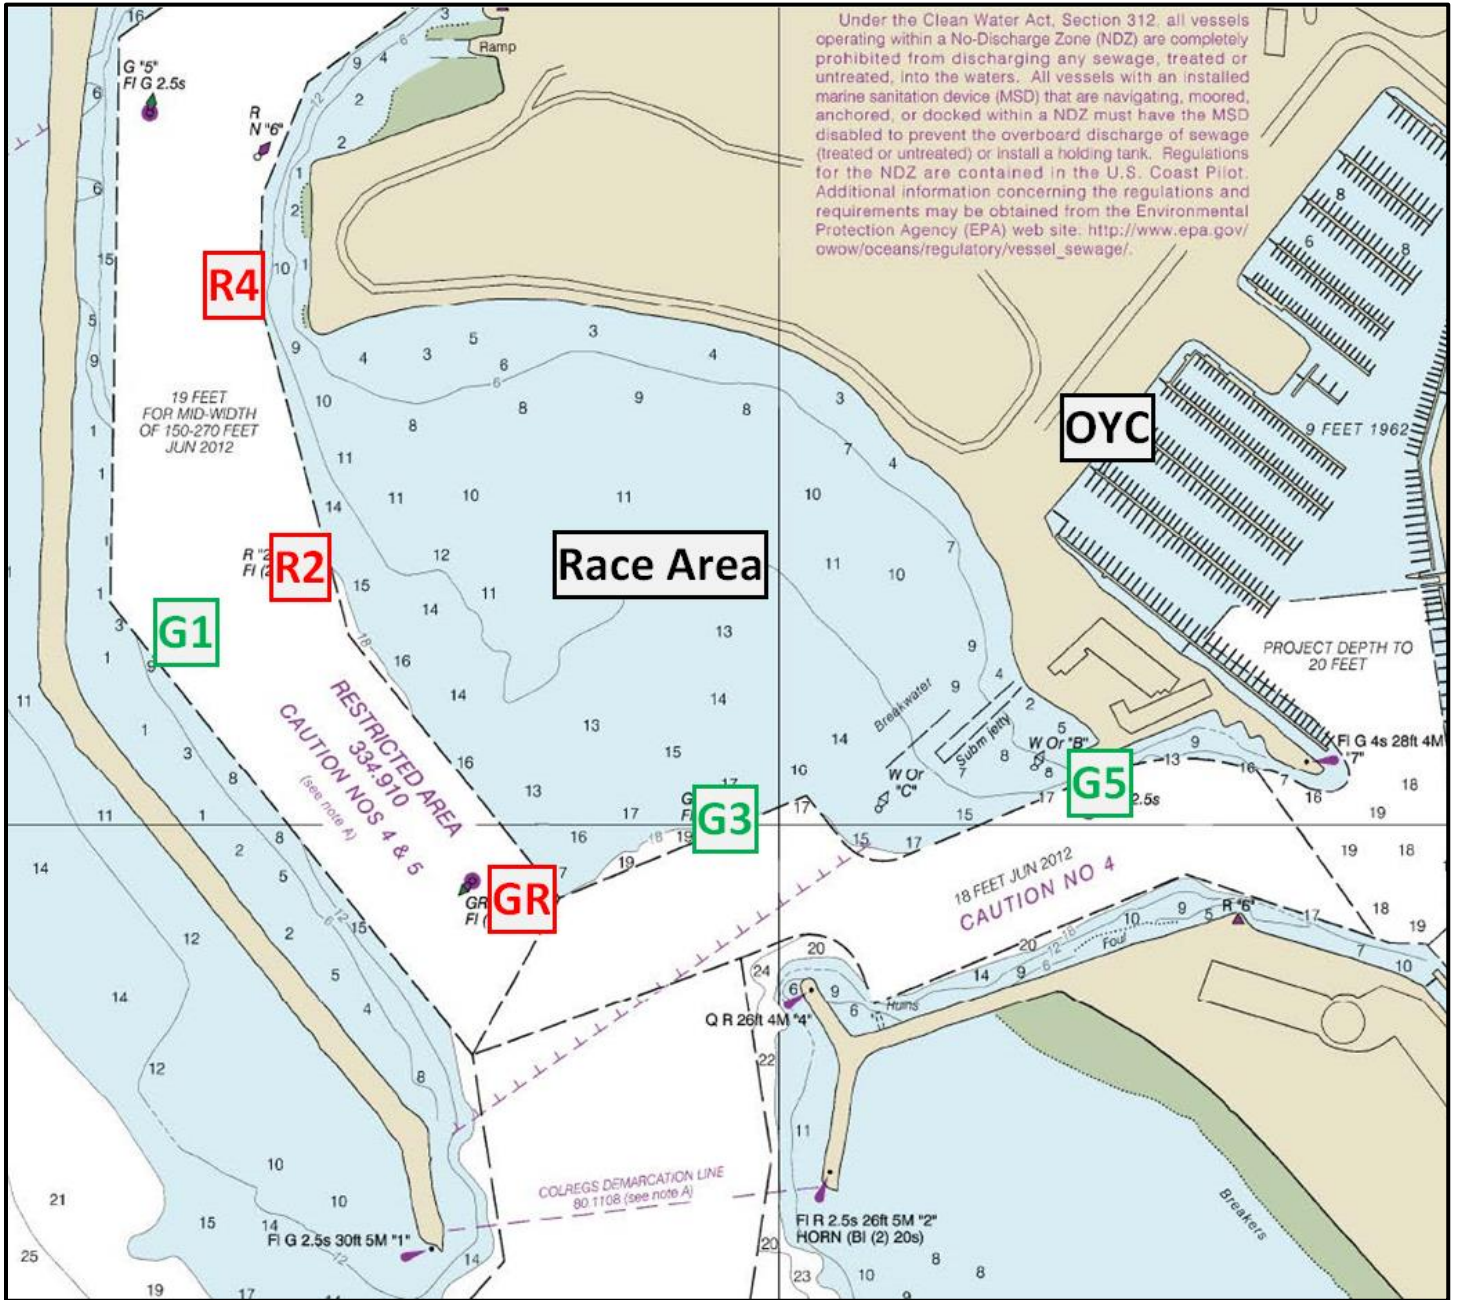 Under the Clean Water Act, Section 312, all vessels
operating within a No-Discharge Zone (NDZ) are completely
prohibited from discharging any sewage, treated or
untreated, into the waters. All vessels with an installed
marine sanitation device (MSD) that are navigating, moored,
anchored, or docked within a NDZ must have the MSD
disabled to prevent the overboard discharge of sewage
(treated or untreated) or install a holding tank. Regulations
for the NDZ are contained in the U.S. Coast Pilot.
Additional information concerning the regulations and
requirements may be obtained from the Environmental
Protection Agency (EPA) web site: http://www.epa.gov/
owow/oceans/regulatory/vessel_sewage/.
Ramp
G "5"
Fl G 2.5s
R
N "6"
R4
19 FEET
FOR MID-WIDTH
OF 150-270 FEET
JUN 2012
OYC
9 FEET 1962
Race Area
R "2
Fl (2
R2
G1
PROJECT DEPTH TO
20 FEET
RESTRICTED AREA
334.910
CAUTION NOS 4 & 5
(see note A)
Breakwater
Subm jetty
W Or "B"
W Or
"C"
G5
2.5s
Fl G 4s 28ft 4M
"7"
G3
GR
GR
Fl (
18 FEET JUN 2012
CAUTION NO 4
R "6"
Foul
Ruins
Q R 26ft 4M "4"
COLREGS DEMARCATION LINE
80.1108 (see note A)
Fl G 2.5s 30ft 5M "1"
Fl R 2.5s 26ft 5M "2"
HORN (Bl (2) 20s)
Breakers